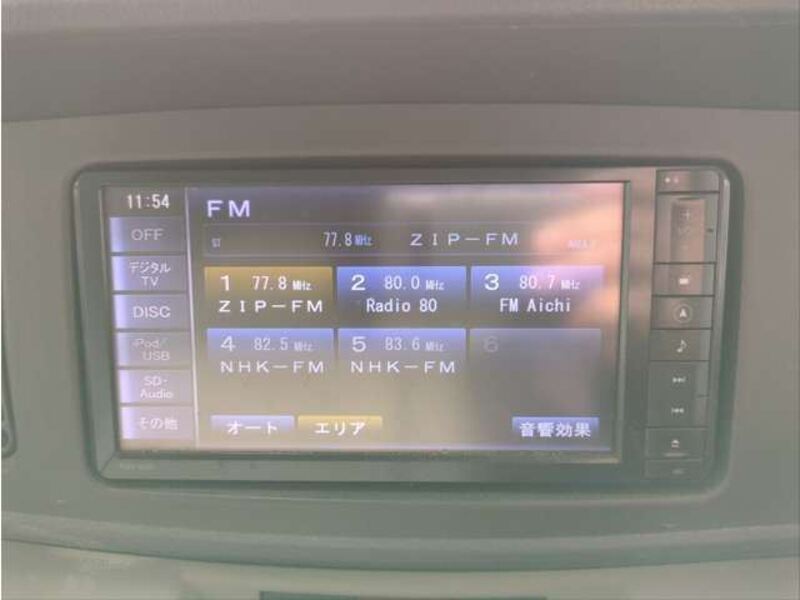 11:54
FM
OFF
ST 77.8MHz ZIP-FM
デジタル
TV
1 77.8 MHz 2 80.0 MHz 3 80.7 MHz
ZIP-FM Radio 80 FM Aichi
DISC
iPod/
USB
4 82.5 MHz 5 83.6 MHz 6
NHK-FM NHK-FM
SD-
Audio
その他
オート エリア 音響効果